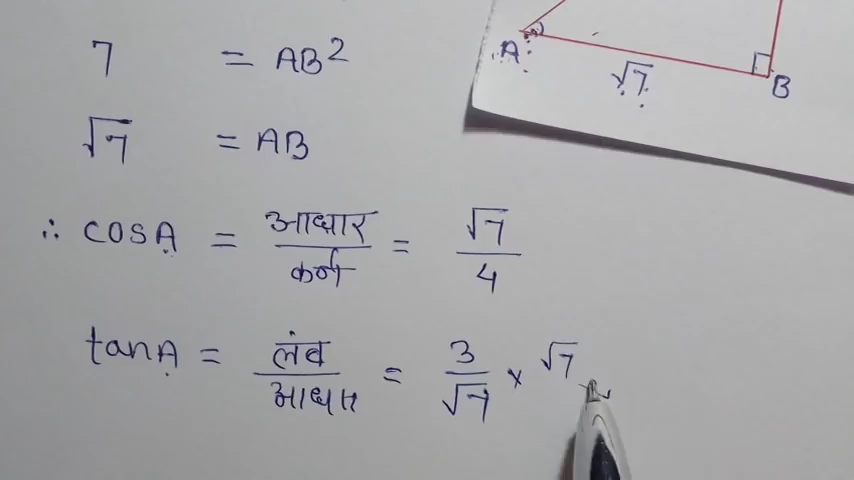 7 = AB²
√7 = AB
∴ cosA = आधार/कर्ण = √7/4
tanA = लंब/आधार = 3/√7 × √7
A
√7
B